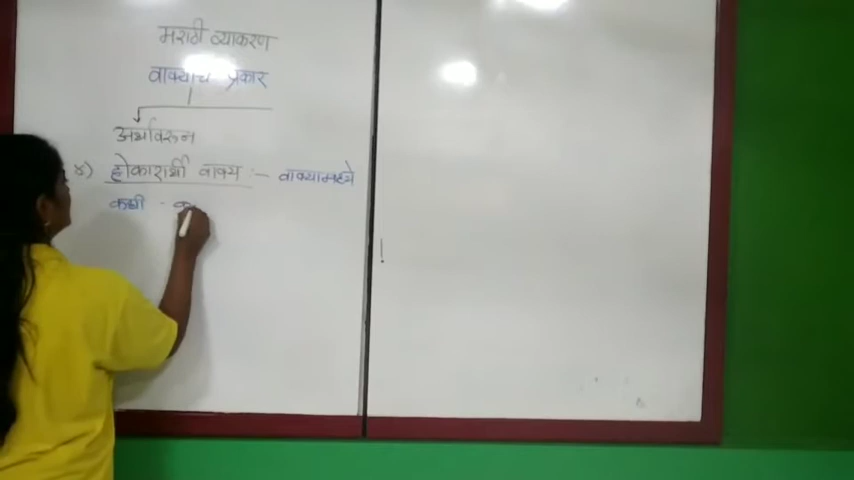 मराठी व्याकरण
वाक्याचे प्रकार
अर्थावरून
४) होकारार्थी वाक्य :- वाक्यामध्ये
कधी - क
!